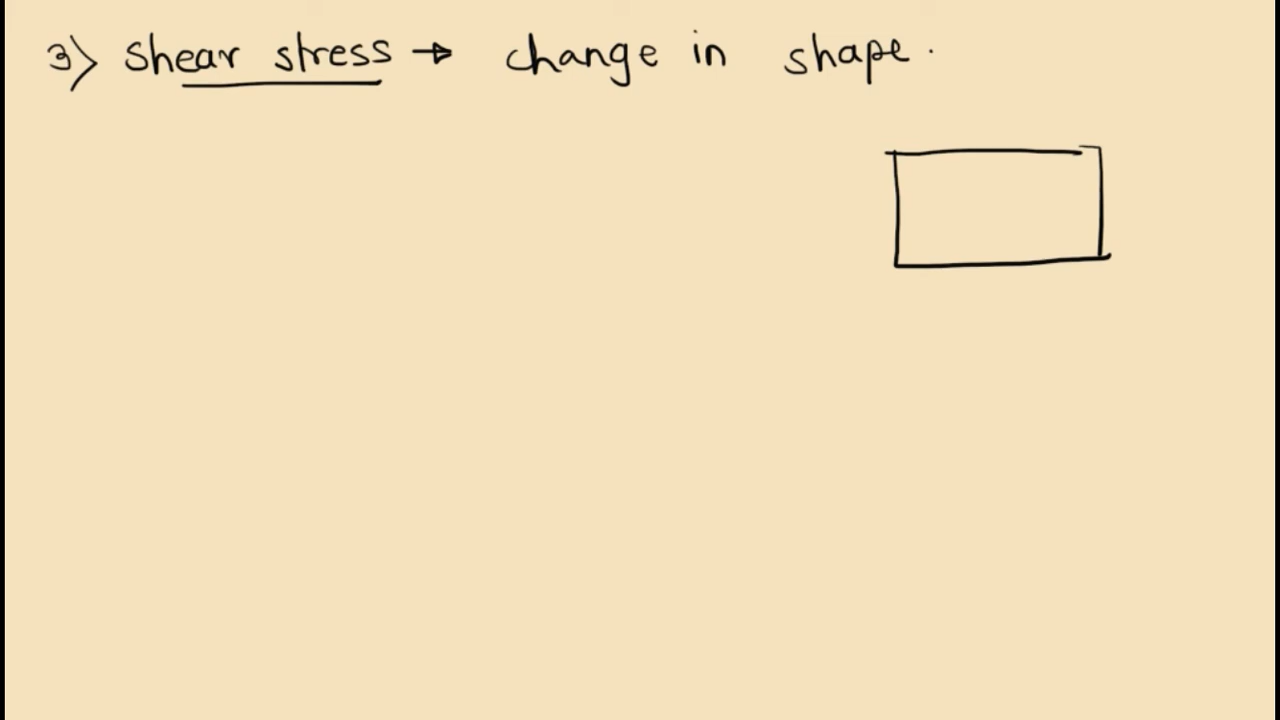 3) Shear stress → change in shape.